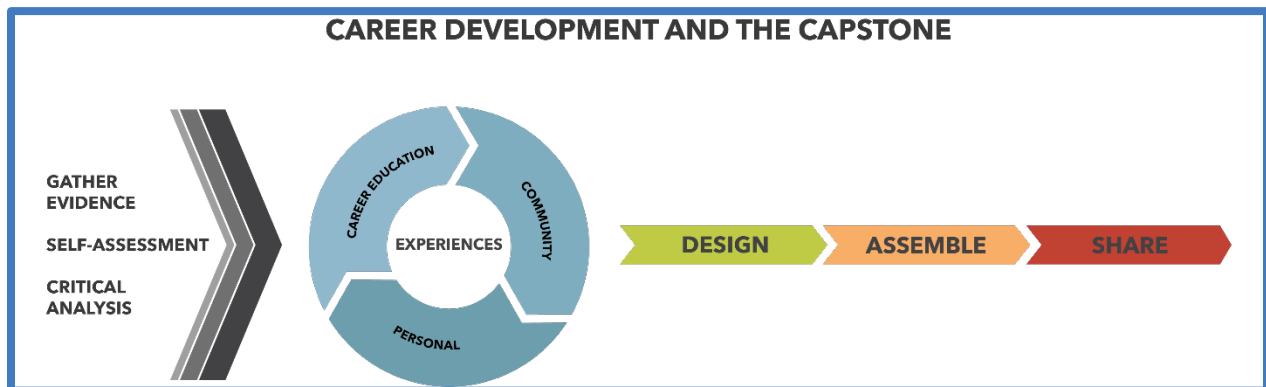 CAREER DEVELOPMENT AND THE CAPSTONE
GATHER
EVIDENCE
SELF-ASSESSMENT
CRITICAL
ANALYSIS
CAREER EDUCATION
COMMUNITY
PERSONAL
EXPERIENCES
DESIGN
ASSEMBLE
SHARE